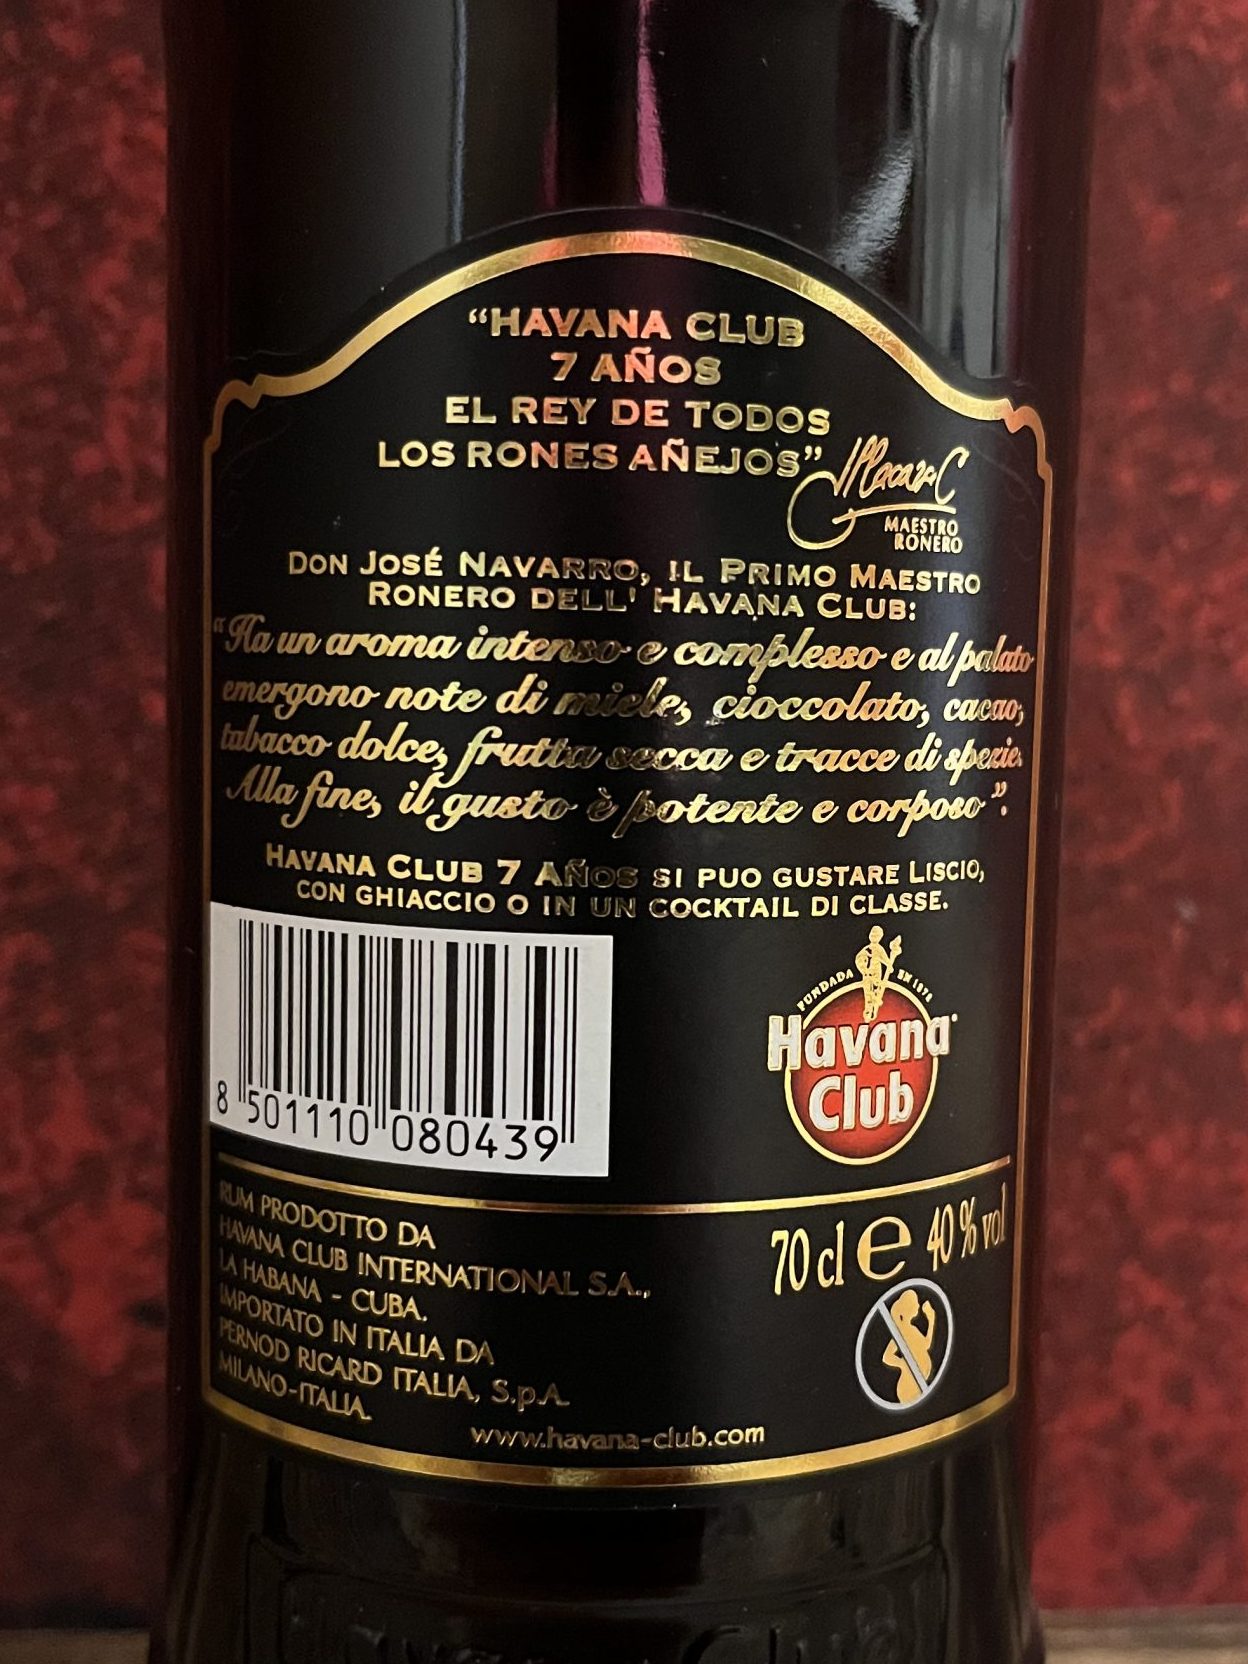 “HAVANA CLUB
7 AÑOS
EL REY DE TODOS
LOS RONES AÑEJOS”
MAESTRO
RONERO
DON JOSÉ NAVARRO, IL PRIMO MAESTRO
RONERO DELL' HAVANA CLUB:
“Ha un aroma intenso e complesso e al palato
emergono note di miele, cioccolato, cacao,
tabacco dolce, frutta secca e tracce di spezie.
Alla fine, il gusto è potente e corposo”.
HAVANA CLUB 7 AÑOS SI PUO GUSTARE LISCIO,
CON GHIACCIO O IN UN COCKTAIL DI CLASSE.
8 501110 080439
FUNDADA EN 1878
Havana
Club
RUM PRODOTTO DA
HAVANA CLUB INTERNATIONAL S.A.,
LA HABANA - CUBA.
IMPORTATO IN ITALIA DA
PERNOD RICARD ITALIA, S.p.A.
MILANO-ITALIA.
70 cl e 40 % vol
www.havana-club.com